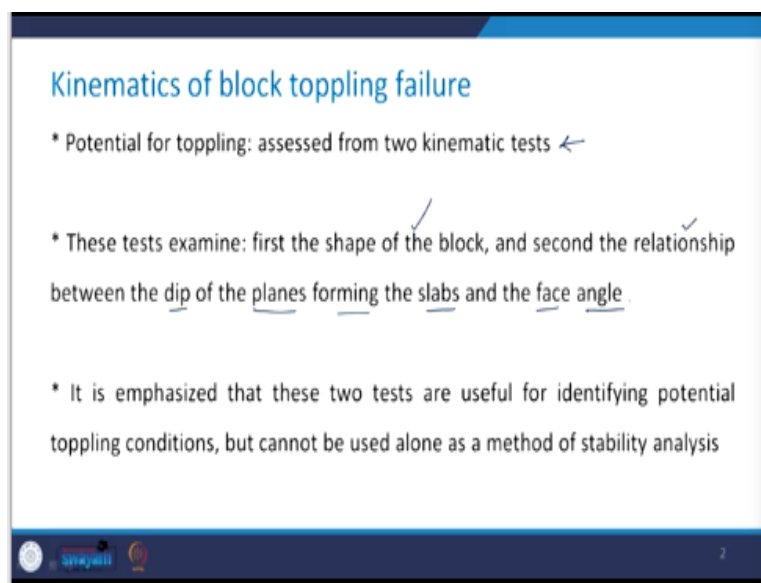 Kinematics of block toppling failure
* Potential for toppling: assessed from two kinematic tests
* These tests examine: first the shape of the block, and second the relationship
between the dip of the planes forming the slabs and the face angle
* It is emphasized that these two tests are useful for identifying potential
toppling conditions, but cannot be used alone as a method of stability analysis
swayam
2